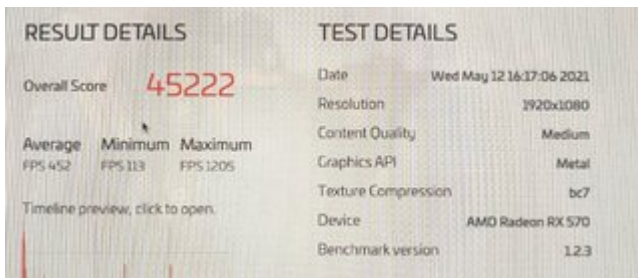 RESULT DETAILS
Overall Score 45222
Average Minimum Maximum
FPS 452 FPS 113 FPS 1205
Timeline preview, click to open.
TEST DETAILS
Date Wed May 12 16:17:06 2021
Resolution 1920x1080
Content Quality Medium
Graphics API Metal
Texture Compression bc7
Device AMD Radeon RX 570
Benchmark version 1.2.3